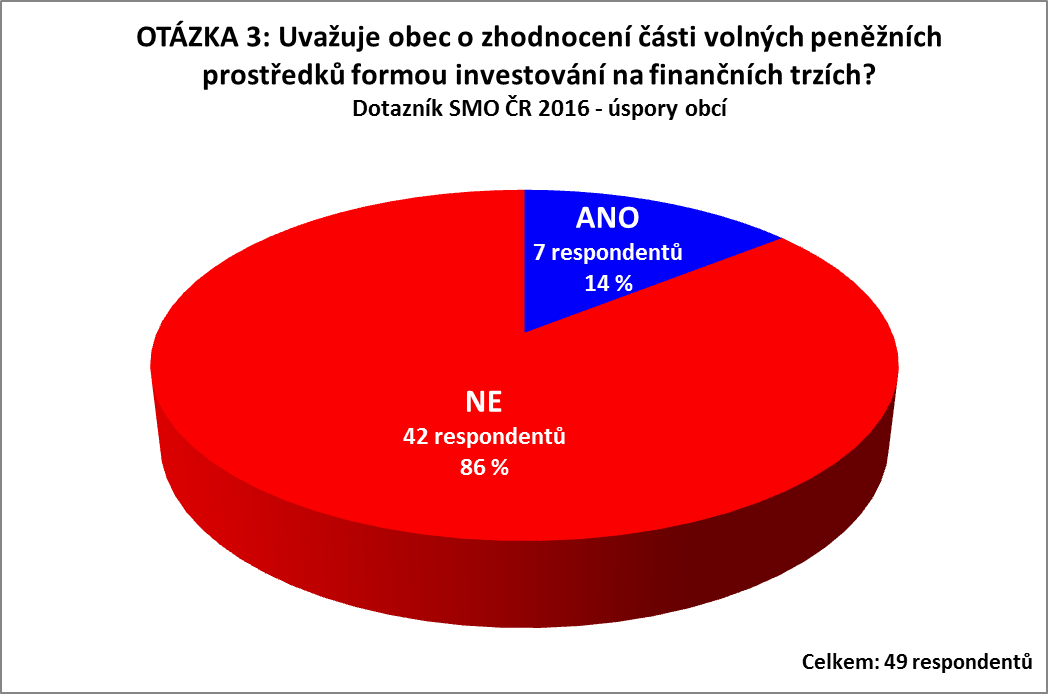 OTÁZKA 3: Uvažuje obec o zhodnocení části volných peněžních
prostředků formou investování na finančních trzích?
Dotazník SMO ČR 2016 - úspory obcí
ANO
7 respondentů
14 %
NE
42 respondentů
86 %
Celkem: 49 respondentů